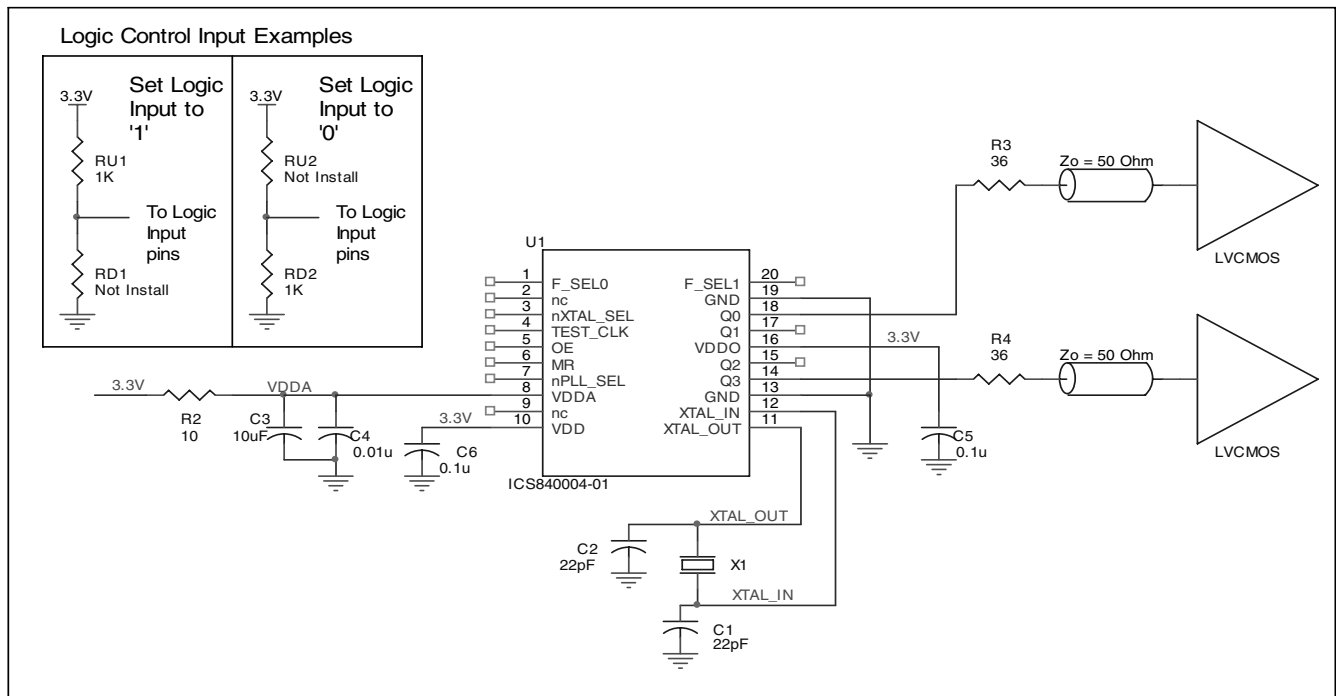 Logic Control Input Examples
Set Logic
Input to
'1'
3.3V
RU1
1K
To Logic
Input
pins
RD1
Not Install
Set Logic
Input to
'0'
3.3V
RU2
Not Install
To Logic
Input
pins
RD2
1K
U1
1
F_SEL0
2
nc
3
nXTAL_SEL
4
TEST_CLK
5
OE
6
MR
7
nPLL_SEL
8
VDDA
9
nc
10
VDD
20
F_SEL1
19
GND
18
Q0
17
Q1
16
VDDO
15
Q2
14
Q3
13
GND
12
XTAL_IN
11
XTAL_OUT
ICS840004-01
3.3V
R2
10
VDDA
C3
10uF
C4
0.01u
3.3V
C6
0.1u
R3
36
Zo = 50 Ohm
LVCMOS
3.3V
R4
36
Zo = 50 Ohm
LVCMOS
C5
0.1u
XTAL_OUT
C2
22pF
X1
XTAL_IN
C1
22pF